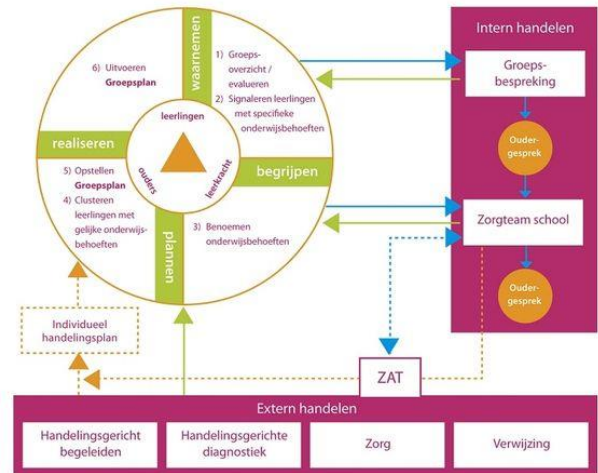 waarnemen
6) Uitvoeren
Groepsplan
1) Groeps-
overzicht /
evalueren
2) Signaleren leerlingen
met specifieke
onderwijsbehoeften
leerlingen
realiseren
ouders
leerkracht
begrijpen
5) Opstellen
Groepsplan
4) Clusteren
leerlingen met
gelijke onderwijs-
behoeften
plannen
3) Benoemen
onderwijsbehoeften
Intern handelen
Groeps-
bespreking
Ouder-
gesprek
Zorgteam school
Ouder-
gesprek
Individueel
handelingsplan
ZAT
Extern handelen
Handelingsgericht
begeleiden
Handelingsgerichte
diagnostiek
Zorg
Verwijzing